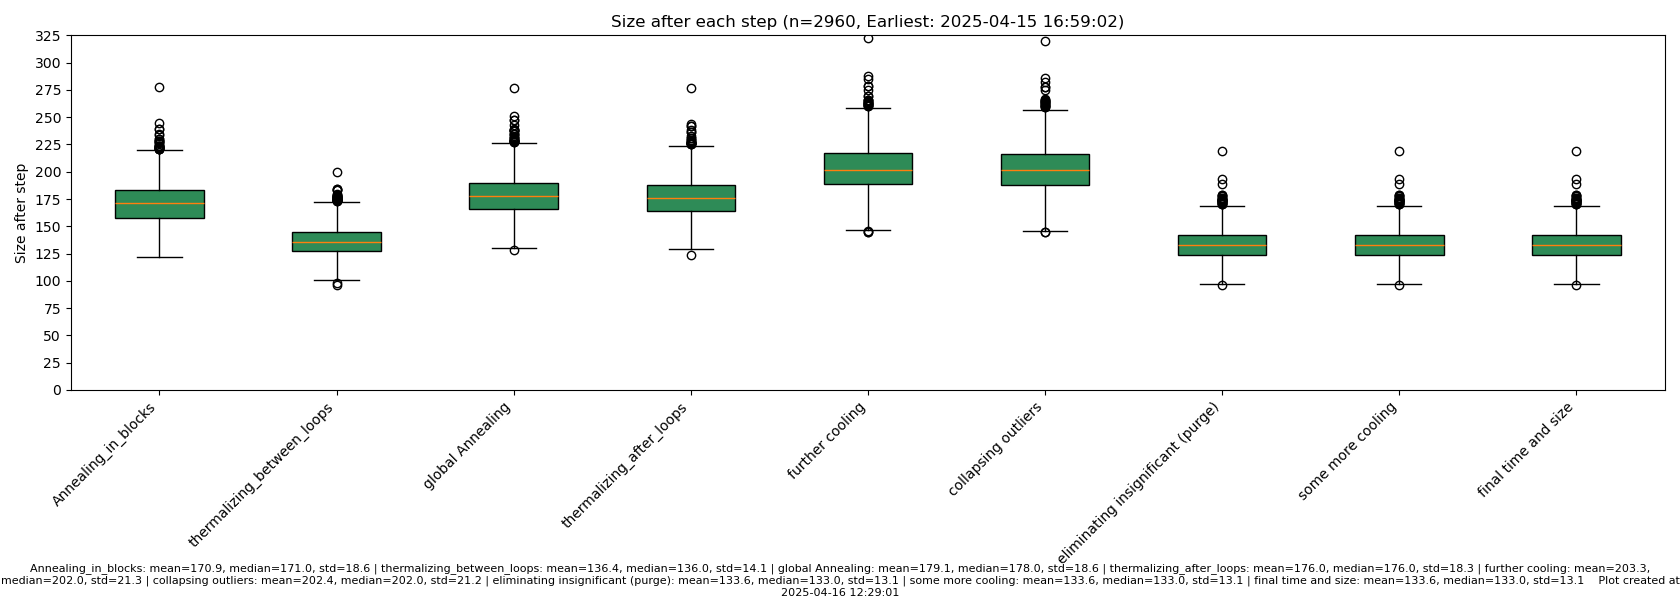 Size after each step (n=2960, Earliest: 2025-04-15 16:59:02)
325
300
275
250
225
200
175
150
125
100
75
50
25
0
Size after step
Annealing_in_blocks
thermalizing_between_loops
global Annealing
thermalizing_after_loops
further cooling
collapsing outliers
eliminating insignificant (purge)
some more cooling
final time and size
Annealing_in_blocks: mean=170.9, median=171.0, std=18.6 | thermalizing_between_loops: mean=136.4, median=136.0, std=14.1 | global Annealing: mean=179.1, median=178.0, std=18.6 | thermalizing_after_loops: mean=176.0, median=176.0, std=18.3 | further cooling: mean=203.3,
median=202.0, std=21.3 | collapsing outliers: mean=202.4, median=202.0, std=21.2 | eliminating insignificant (purge): mean=133.6, median=133.0, std=13.1 | some more cooling: mean=133.6, median=133.0, std=13.1 | final time and size: mean=133.6, median=133.0, std=13.1    Plot created at
2025-04-16 12:29:01